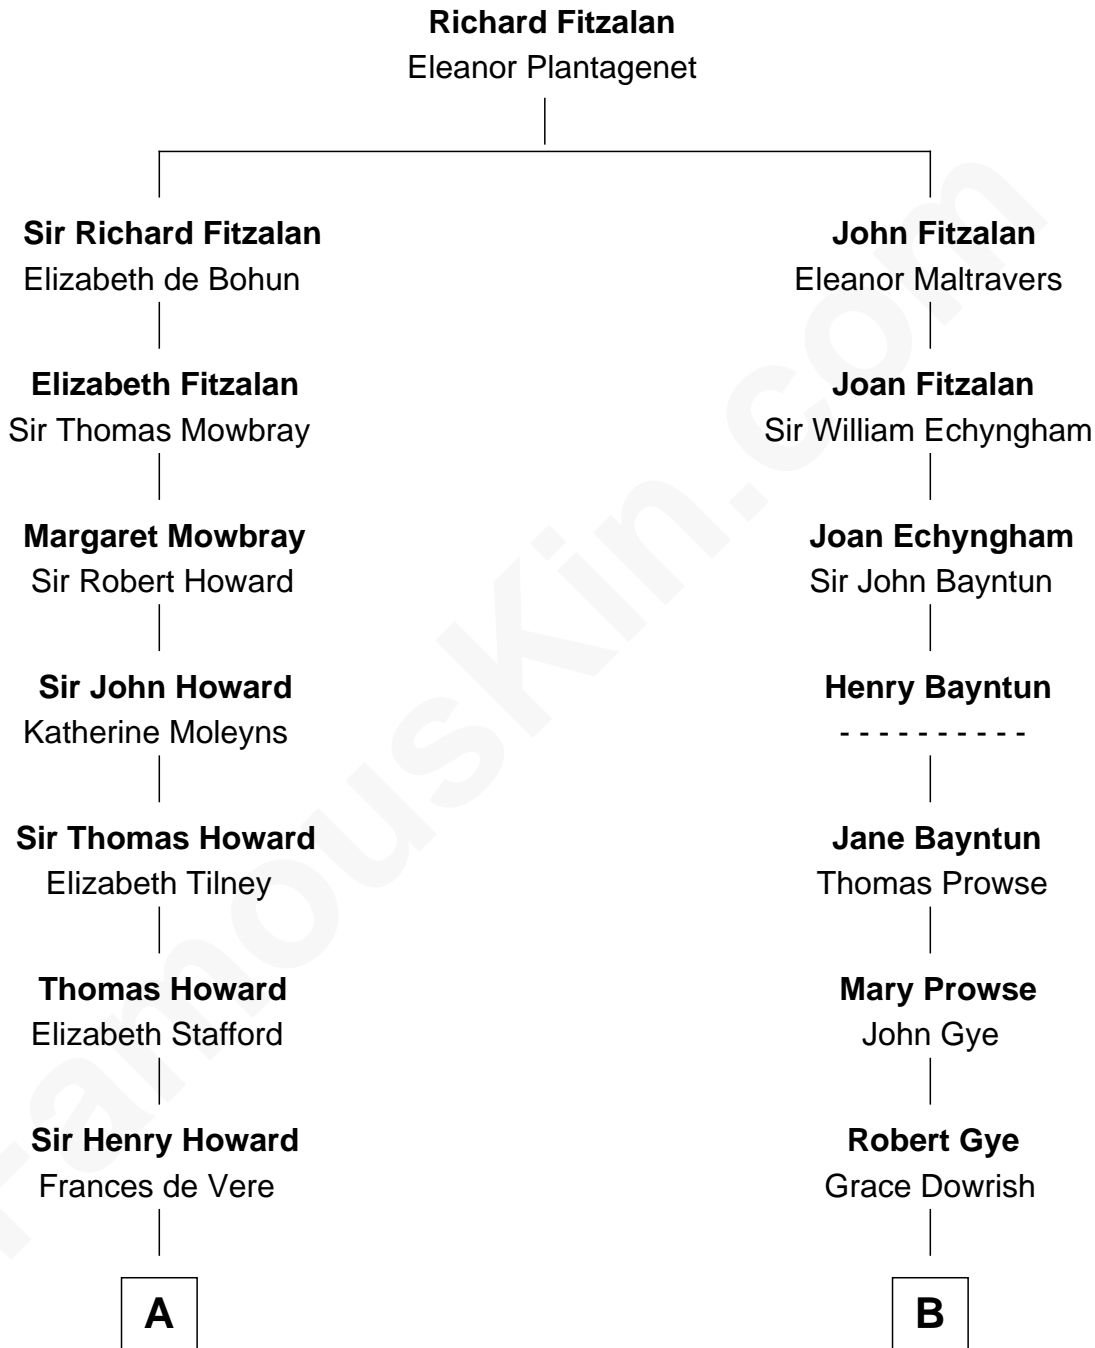 Richard Fitzalan
Eleanor Plantagenet
Sir Richard Fitzalan
Elizabeth de Bohun
Elizabeth Fitzalan
Sir Thomas Mowbray
Margaret Mowbray
Sir Robert Howard
Sir John Howard
Katherine Moleyns
Sir Thomas Howard
Elizabeth Tilney
Thomas Howard
Elizabeth Stafford
Sir Henry Howard
Frances de Vere
A
John Fitzalan
Eleanor Maltravers
Joan Fitzalan
Sir William Echyngham
Joan Echyngham
Sir John Bayntun
Henry Bayntun
- - - - - - - - - -
Jane Bayntun
Thomas Prowse
Mary Prowse
John Gye
Robert Gye
Grace Dowrish
B
FamousKin.com